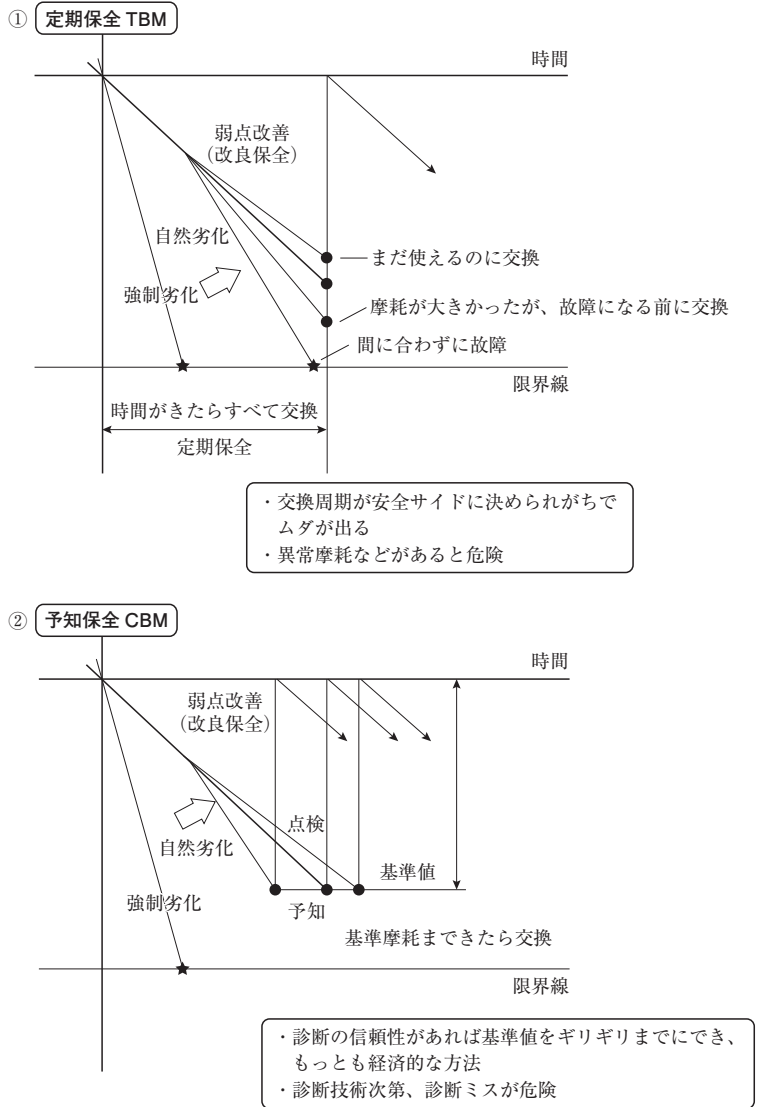 ① 定期保全 TBM
時間
弱点改善
（改良保全）
自然劣化
強制劣化
まだ使えるのに交換
摩耗が大きかったが、故障になる前に交換
間に合わずに故障
限界線
時間がきたらすべて交換
定期保全
・交換周期が安全サイドに決められがちで
ムダが出る
・異常摩耗などがあると危険
② 予知保全 CBM
時間
弱点改善
（改良保全）
点検
自然劣化
基準値
強制劣化
予知
基準摩耗まできたら交換
限界線
・診断の信頼性があれば基準値をギリギリまでにでき、
もっとも経済的な方法
・診断技術次第、診断ミスが危険